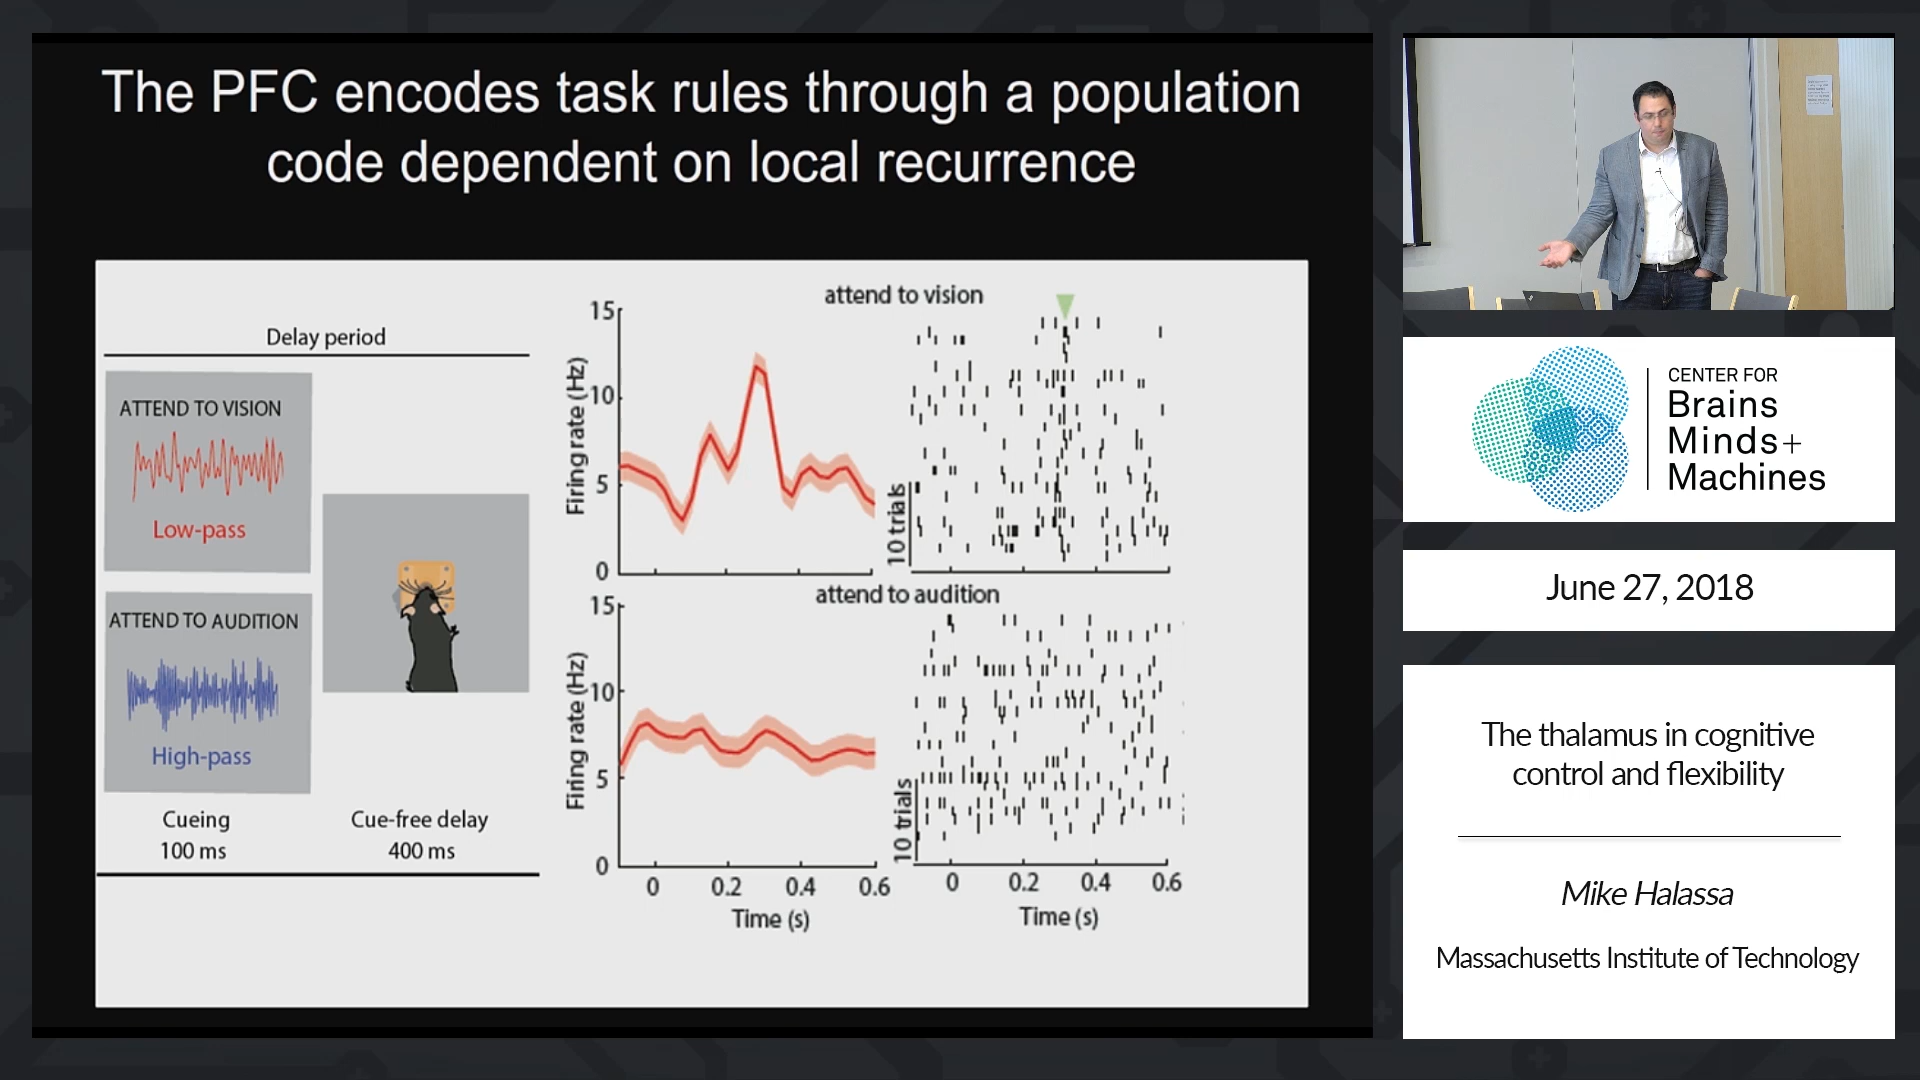 The PFC encodes task rules through a population
code dependent on local recurrence
Delay period
ATTEND TO VISION
Low-pass
ATTEND TO AUDITION
High-pass
Cueing
100 ms
Cue-free delay
400 ms
attend to vision
15
10
5
0
Firing rate (Hz)
10 trials
attend to audition
15
10
5
0
Firing rate (Hz)
10 trials
0 0.2 0.4 0.6
Time (s)
0 0.2 0.4 0.6
Time (s)
CENTER FOR
Brains
Minds+
Machines
June 27, 2018
The thalamus in cognitive
control and flexibility
Mike Halassa
Massachusetts Institute of Technology